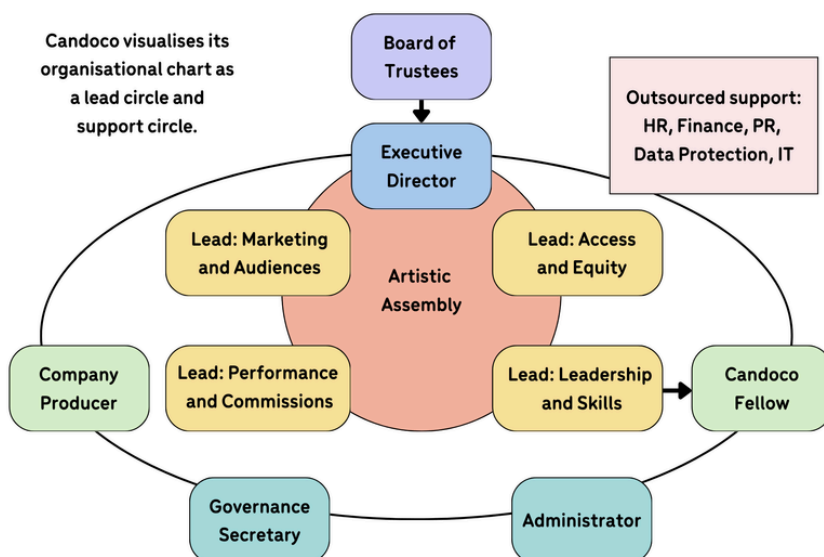 Candoco visualises its
organisational chart as
a lead circle and
support circle.
Board of
Trustees
Outsourced support:
HR, Finance, PR,
Data Protection, IT
Executive
Director
Lead: Marketing
and Audiences
Lead: Access
and Equity
Artistic
Assembly
Company
Producer
Lead: Performance
and Commissions
Lead: Leadership
and Skills
Candoco
Fellow
Governance
Secretary
Administrator